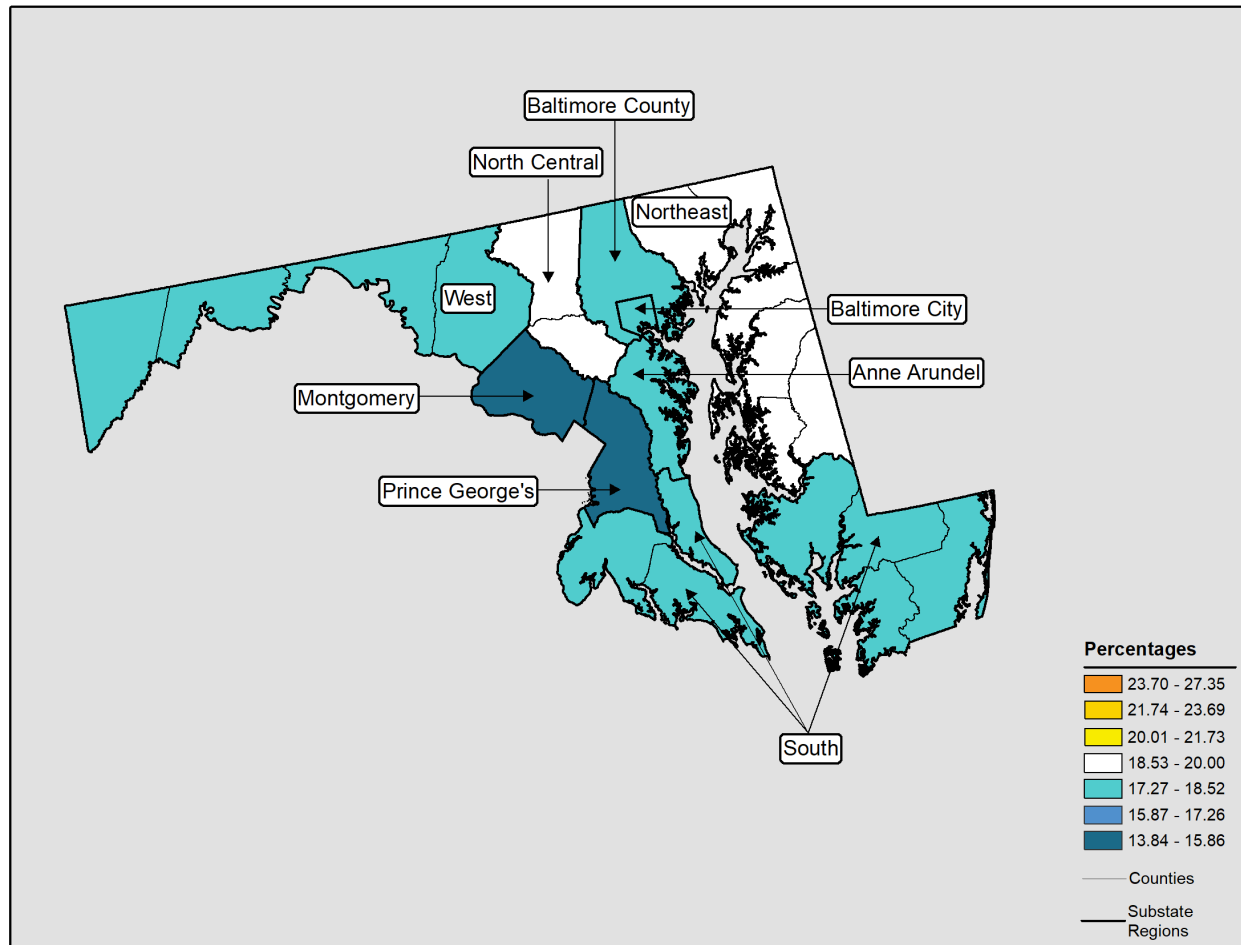 Baltimore County
North Central
Northeast
West
Baltimore City
Anne Arundel
Montgomery
Prince George's
South
Percentages
23.70 - 27.35
21.74 - 23.69
20.01 - 21.73
18.53 - 20.00
17.27 - 18.52
15.87 - 17.26
13.84 - 15.86
Counties
Substate
Regions